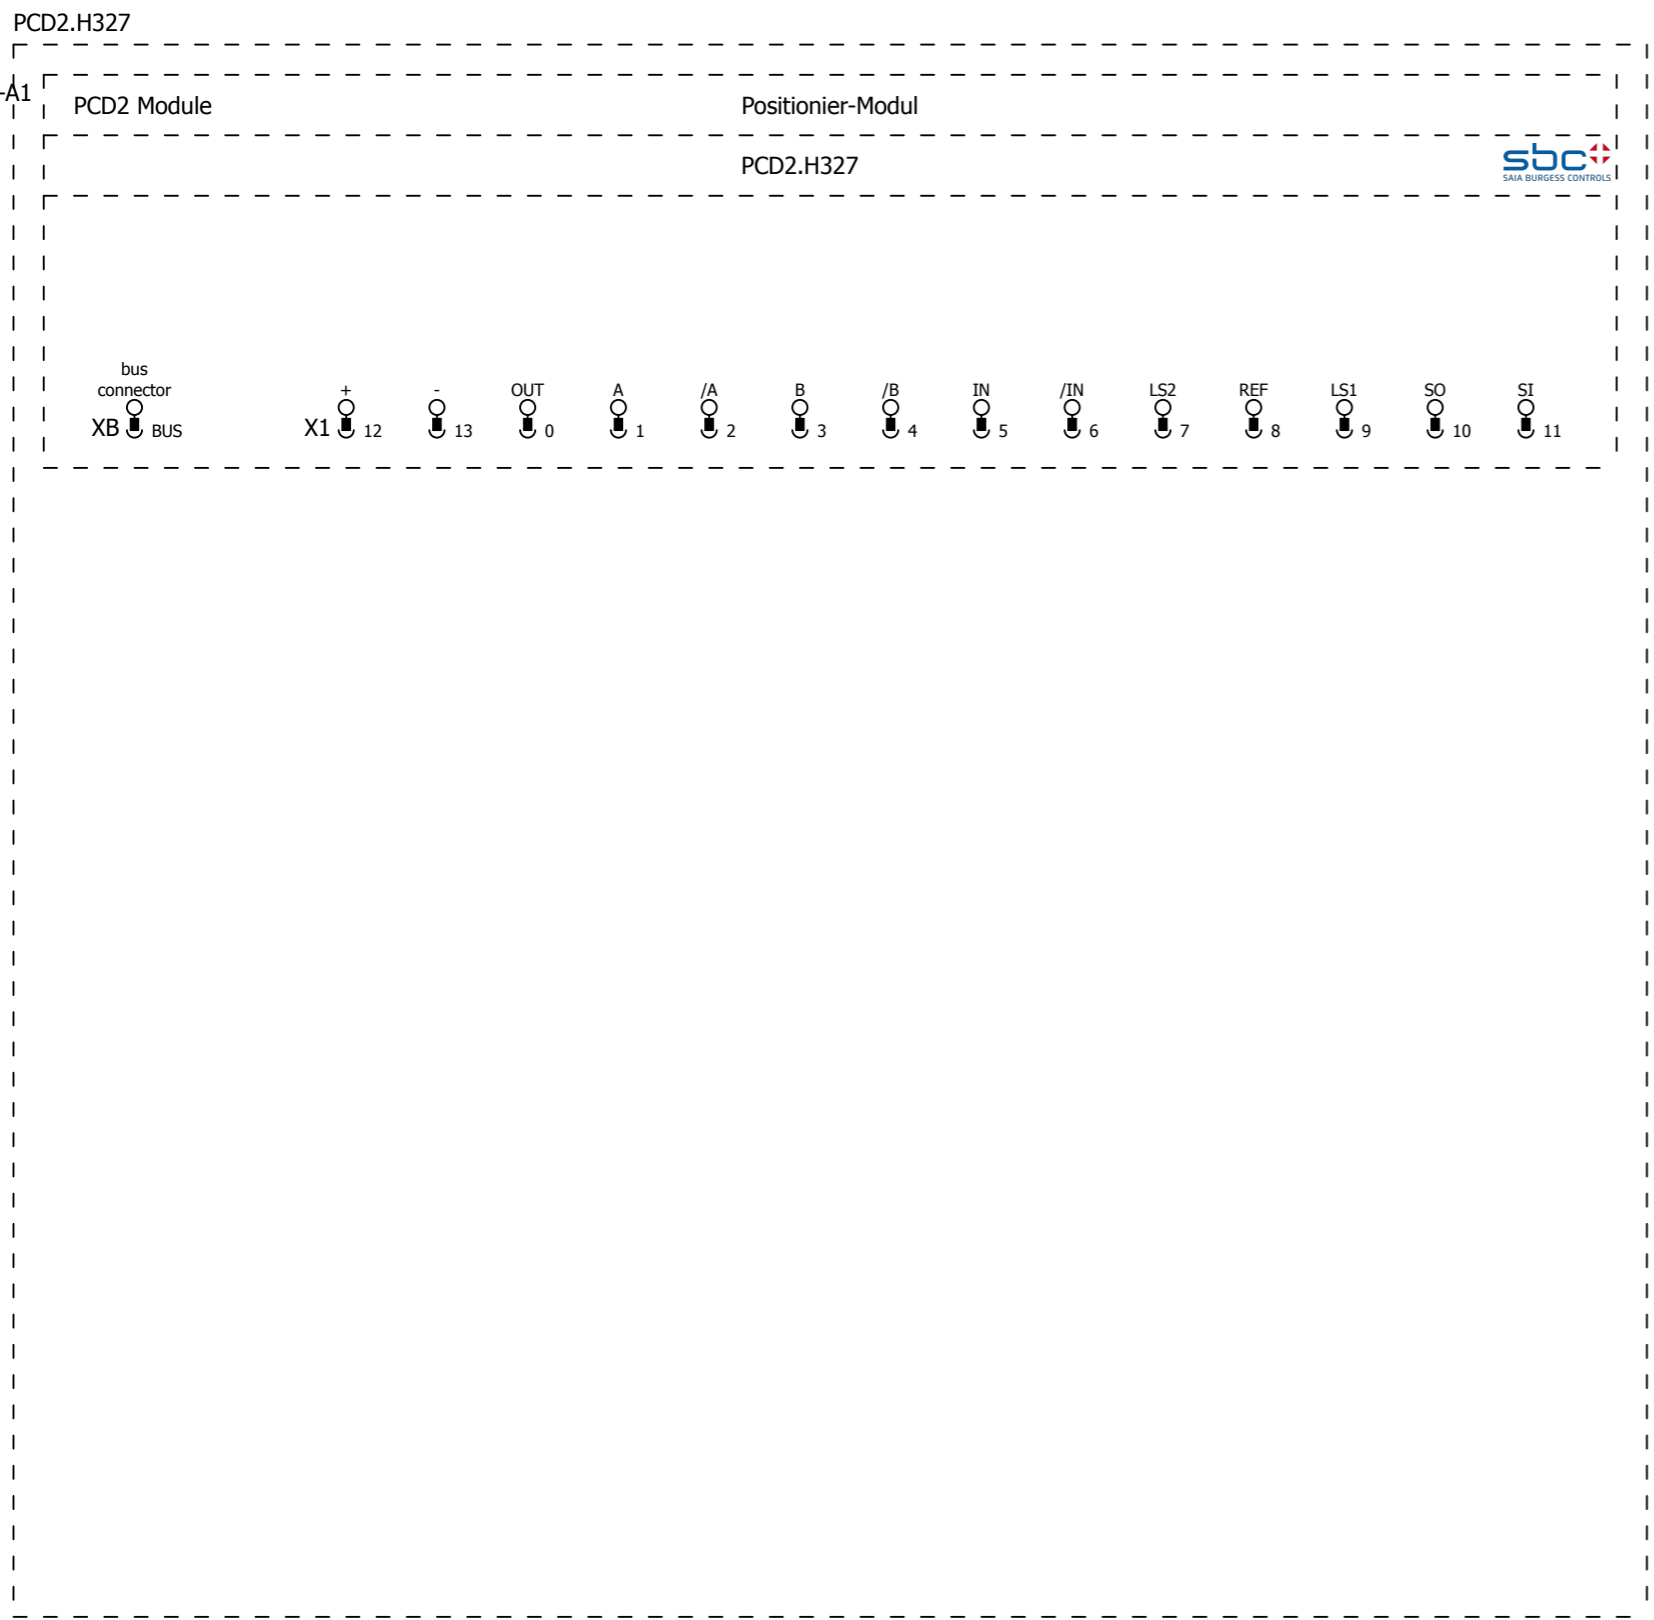 PCD2.H327
-A1
PCD2 Module Positionier-Modul
PCD2.H327
sbc
SAIA BURGESS CONTROLS
bus
connector + - OUT A /A B /B IN /IN LS2 REF LS1 SO SI
XB BUS X1 12 13 0 1 2 3 4 5 6 7 8 9 10 11